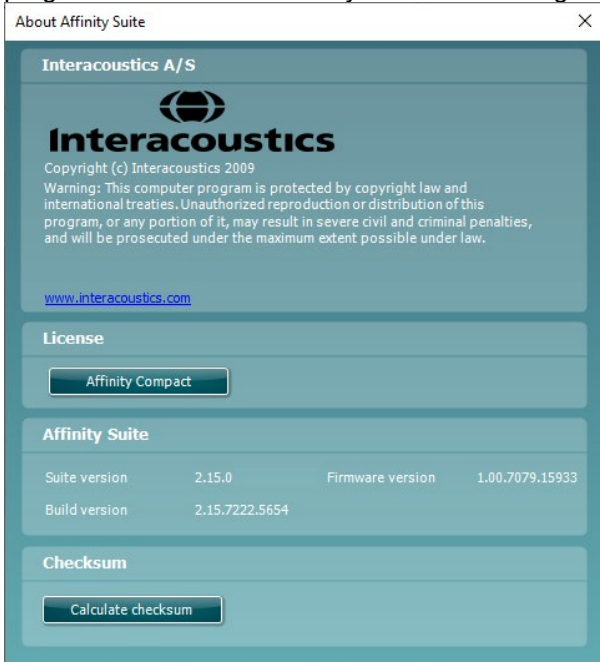 About Affinity Suite
Interacoustics A/S
Interacoustics
Copyright (c) Interacoustics 2009
Warning: This computer program is protected by copyright law and
international treaties. Unauthorized reproduction or distribution of this
program, or any portion of it, may result in severe civil and criminal penalties,
and will be prosecuted under the maximum extent possible under law.
www.interacoustics.com
License
Affinity Compact
Affinity Suite
Suite version 2.15.0 Firmware version 1.00.7079.15933
Build version 2.15.7222.5654
Checksum
Calculate checksum